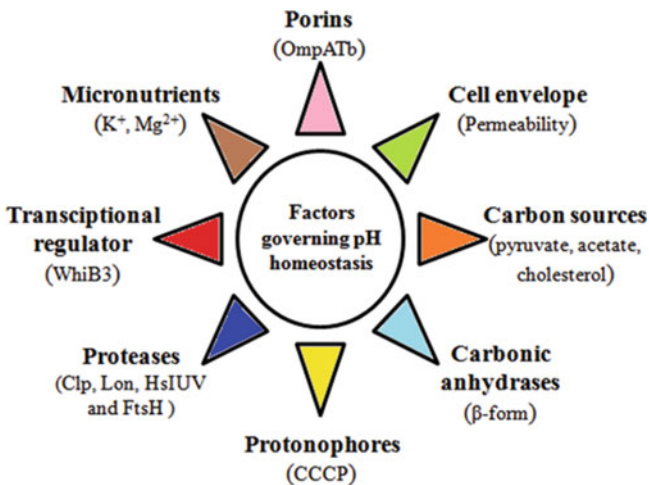 Porins
(OmpATb)
Micronutrients
(K⁺, Mg²⁺)
Cell envelope
(Permeability)
Transciptional
regulator
(WhiB3)
Factors
governing pH
homeostasis
Carbon sources
(pyruvate, acetate,
cholesterol)
Proteases
(Clp, Lon, HsIUV
and FtsH )
Carbonic
anhydrases
(β-form)
Protonophores
(CCCP)